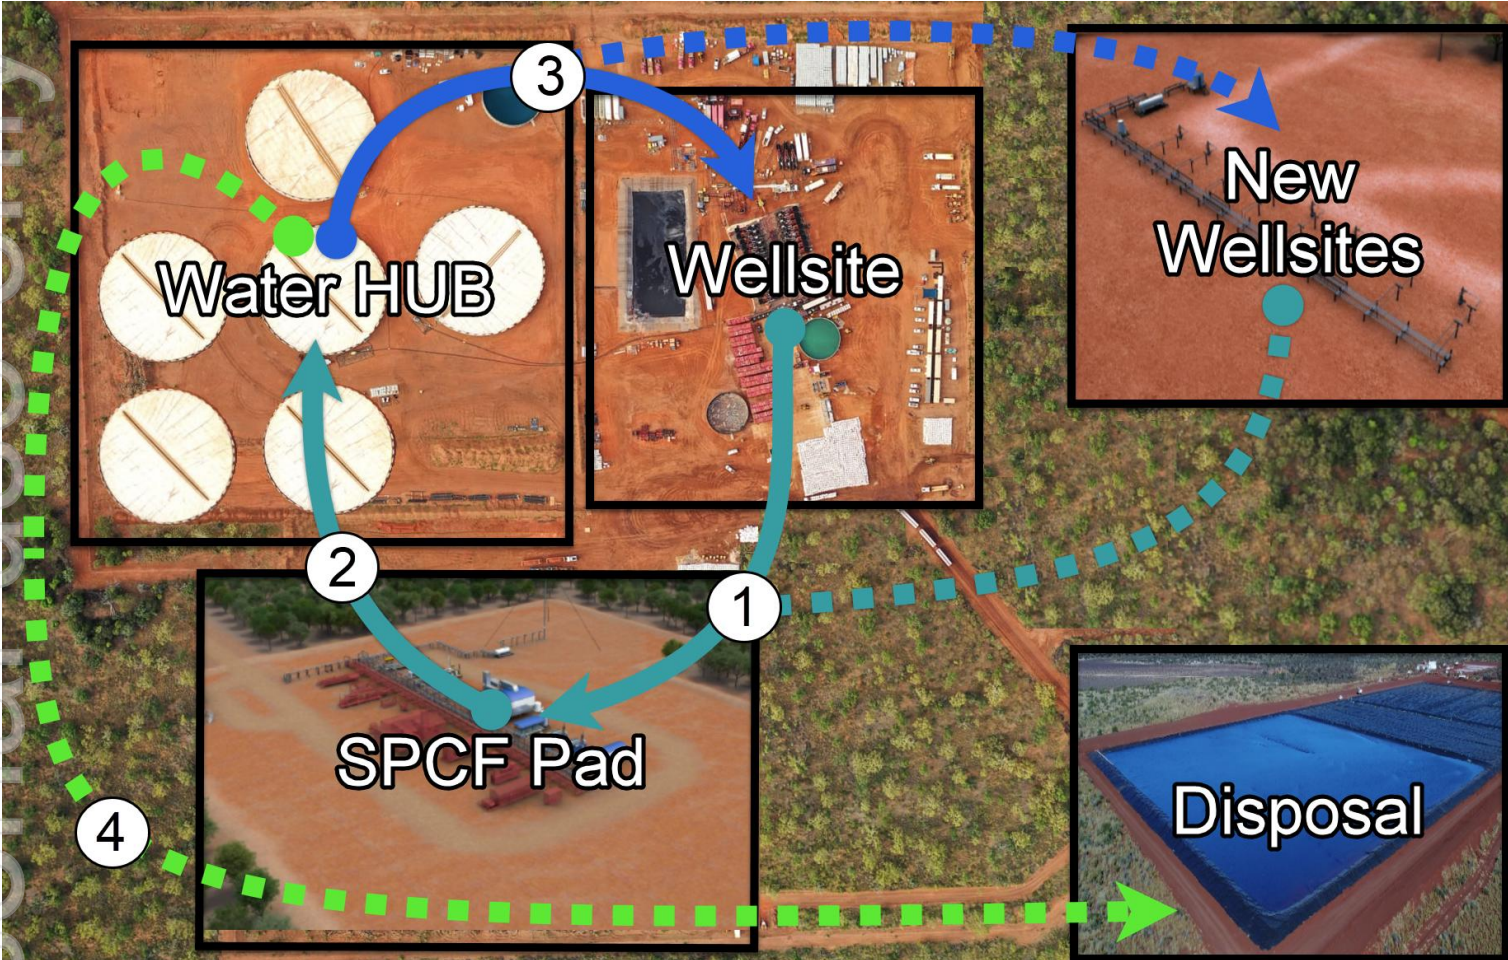 3
Water HUB
Wellsite
New
Wellsites
2
1
SPCF Pad
4
Disposal